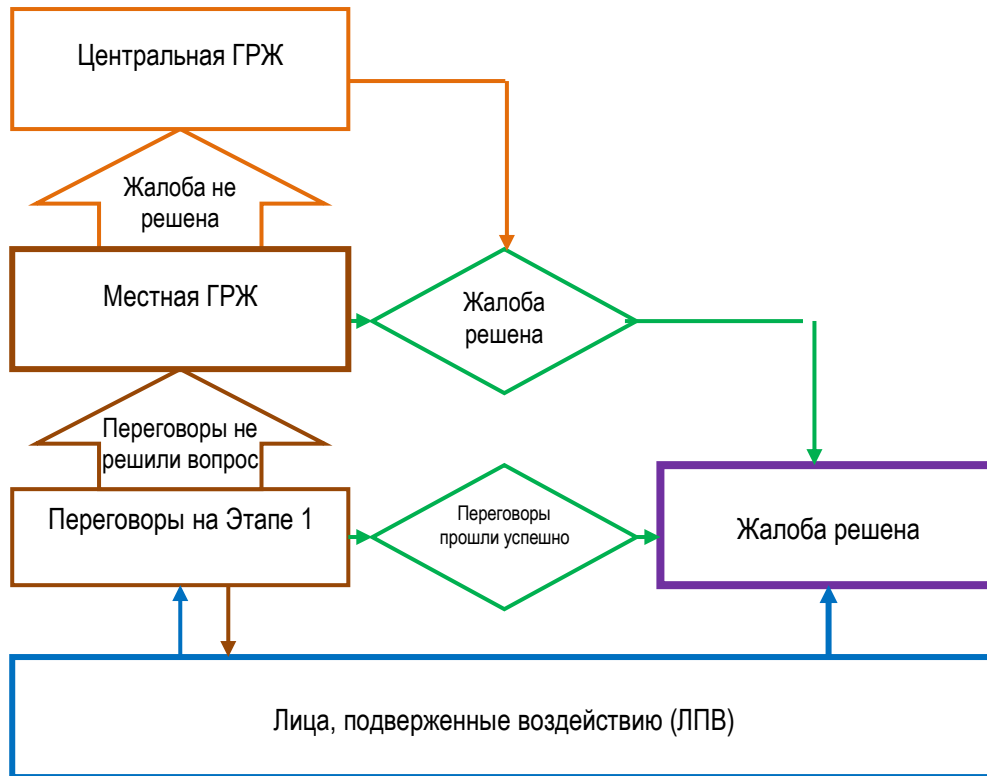 Центральная ГРЖ
Жалоба не
решена
Местная ГРЖ
Жалоба
решена
Переговоры не
решили вопрос
Переговоры на Этапе 1
Переговоры
прошли успешно
Жалоба решена
Лица, подверженные воздействию (ЛПВ)